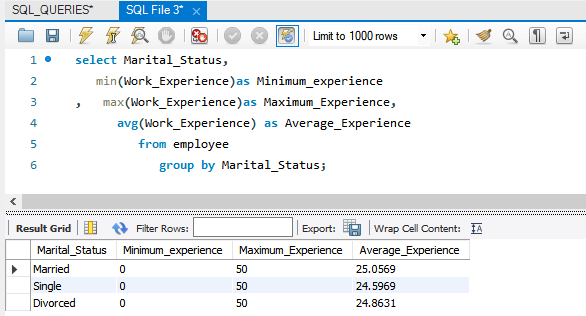 SQL_QUERIES* SQL File 3* ×
Limit to 1000 rows
1 select Marital_Status,
2 min(Work_Experience)as Minimum_experience
3 , max(Work_Experience)as Maximum_Experience,
4 avg(Work_Experience) as Average_Experience
5 from employee
6 group by Marital_Status;
Result Grid Filter Rows: Export: Wrap Cell Content: IA
Marital_Status Minimum_experience Maximum_Experience Average_Experience
Married 0 50 25.0569
Single 0 50 24.5969
Divorced 0 50 24.8631